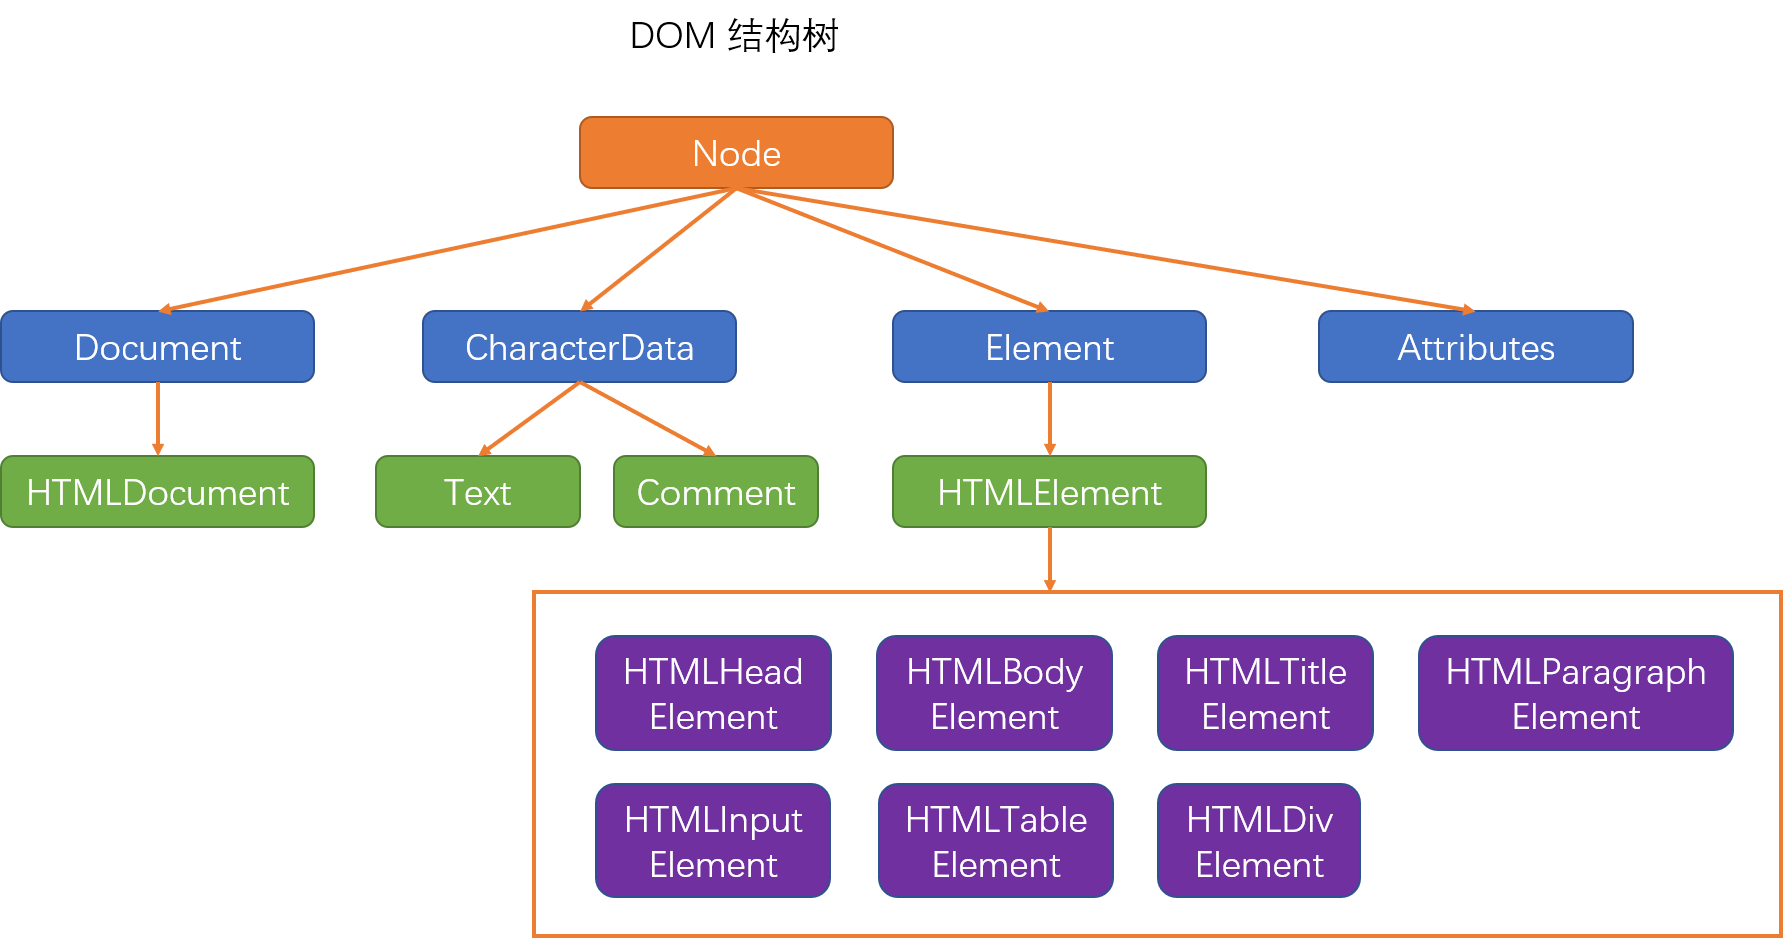 DOM 结构树
Node
Document
CharacterData
Element
Attributes
HTMLDocument
Text
Comment
HTMLElement
HTMLHead
Element
HTMLBody
Element
HTMLTitle
Element
HTMLParagraph
Element
HTMLInput
Element
HTMLTable
Element
HTMLDiv
Element